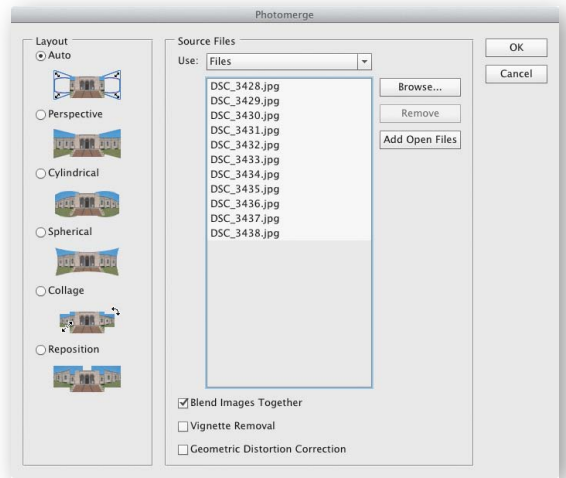 Photomerge
Layout
Auto
Perspective
Cylindrical
Spherical
Collage
Reposition
Source Files
Use: Files
DSC_3428.jpg
DSC_3429.jpg
DSC_3430.jpg
DSC_3431.jpg
DSC_3432.jpg
DSC_3433.jpg
DSC_3434.jpg
DSC_3435.jpg
DSC_3436.jpg
DSC_3437.jpg
DSC_3438.jpg
Browse...
Remove
Add Open Files
Blend Images Together
Vignette Removal
Geometric Distortion Correction
OK
Cancel